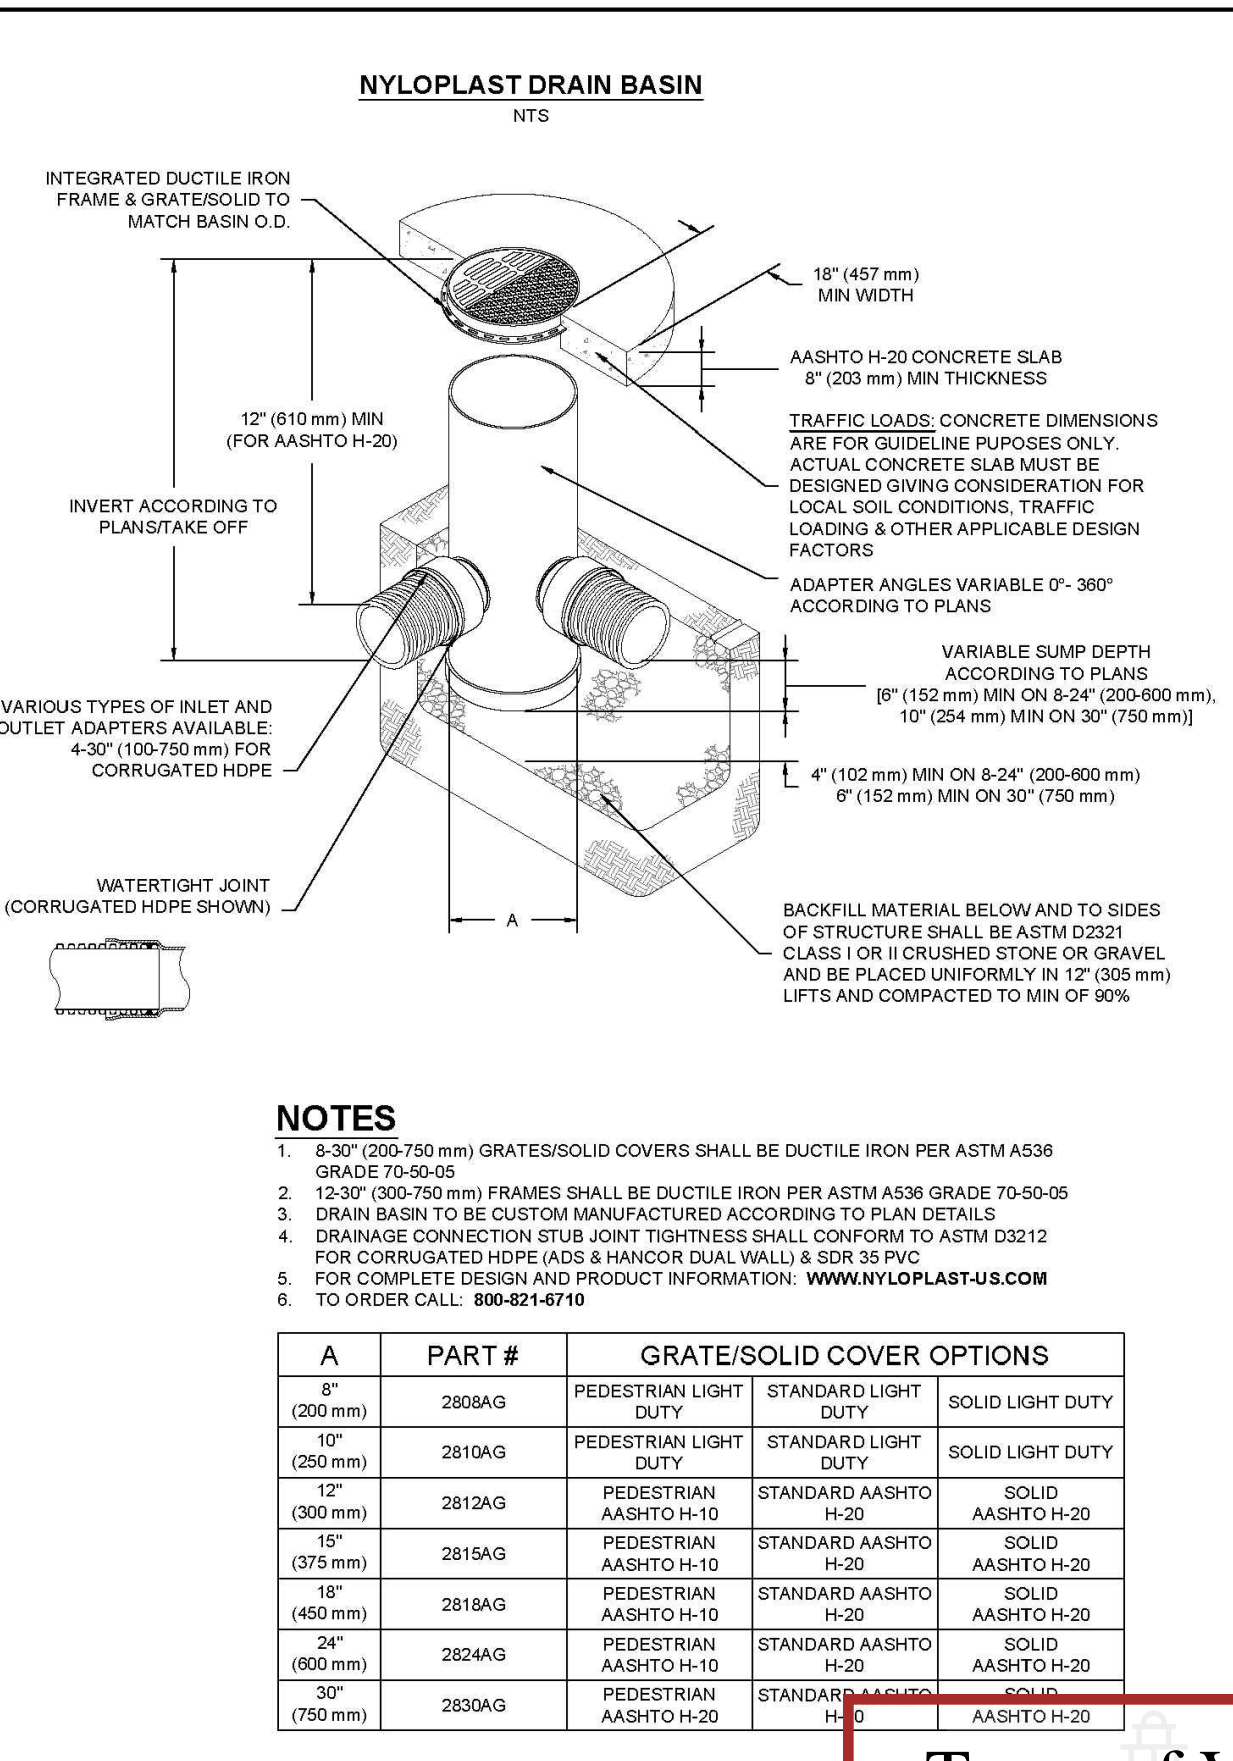 NYLOPLAST DRAIN BASIN
NTS
INTEGRATED DUCTILE IRON
FRAME & GRATE/SOLID TO
MATCH BASIN O.D.
18" (457 mm)
MIN WIDTH
AASHTO H-20 CONCRETE SLAB
8" (203 mm) MIN THICKNESS
12" (610 mm) MIN
(FOR AASHTO H-20)
TRAFFIC LOADS: CONCRETE DIMENSIONS
ARE FOR GUIDELINE PUPOSES ONLY.
ACTUAL CONCRETE SLAB MUST BE
DESIGNED GIVING CONSIDERATION FOR
LOCAL SOIL CONDITIONS, TRAFFIC
LOADING & OTHER APPLICABLE DESIGN
FACTORS
INVERT ACCORDING TO
PLANS/TAKE OFF
ADAPTER ANGLES VARIABLE 0°- 360°
ACCORDING TO PLANS
VARIABLE SUMP DEPTH
ACCORDING TO PLANS
[6" (152 mm) MIN ON 8-24" (200-600 mm),
10" (254 mm) MIN ON 30" (750 mm)]
VARIOUS TYPES OF INLET AND
OUTLET ADAPTERS AVAILABLE:
4-30" (100-750 mm) FOR
CORRUGATED HDPE
4" (102 mm) MIN ON 8-24" (200-600 mm)
6" (152 mm) MIN ON 30" (750 mm)
WATERTIGHT JOINT
(CORRUGATED HDPE SHOWN)
A
BACKFILL MATERIAL BELOW AND TO SIDES
OF STRUCTURE SHALL BE ASTM D2321
CLASS I OR II CRUSHED STONE OR GRAVEL
AND BE PLACED UNIFORMLY IN 12" (305 mm)
LIFTS AND COMPACTED TO MIN OF 90%
NOTES
1. 8-30" (200-750 mm) GRATES/SOLID COVERS SHALL BE DUCTILE IRON PER ASTM A536
GRADE 70-50-05
2. 12-30" (300-750 mm) FRAMES SHALL BE DUCTILE IRON PER ASTM A536 GRADE 70-50-05
3. DRAIN BASIN TO BE CUSTOM MANUFACTURED ACCORDING TO PLAN DETAILS
4. DRAINAGE CONNECTION STUB JOINT TIGHTNESS SHALL CONFORM TO ASTM D3212
FOR CORRUGATED HDPE (ADS & HANCOR DUAL WALL) & SDR 35 PVC
5. FOR COMPLETE DESIGN AND PRODUCT INFORMATION: WWW.NYLOPLAST-US.COM
6. TO ORDER CALL: 800-821-6710
A PART # GRATE/SOLID COVER OPTIONS
8" (200 mm) 2808AG PEDESTRIAN LIGHT DUTY STANDARD LIGHT DUTY SOLID LIGHT DUTY
10" (250 mm) 2810AG PEDESTRIAN LIGHT DUTY STANDARD LIGHT DUTY SOLID LIGHT DUTY
12" (300 mm) 2812AG PEDESTRIAN AASHTO H-10 STANDARD AASHTO H-20 SOLID AASHTO H-20
15" (375 mm) 2815AG PEDESTRIAN AASHTO H-10 STANDARD AASHTO H-20 SOLID AASHTO H-20
18" (450 mm) 2818AG PEDESTRIAN AASHTO H-10 STANDARD AASHTO H-20 SOLID AASHTO H-20
24" (600 mm) 2824AG PEDESTRIAN AASHTO H-10 STANDARD AASHTO H-20 SOLID AASHTO H-20
30" (750 mm) 2830AG PEDESTRIAN AASHTO H-20 STANDARD AASHTO H-20 SOLID AASHTO H-20